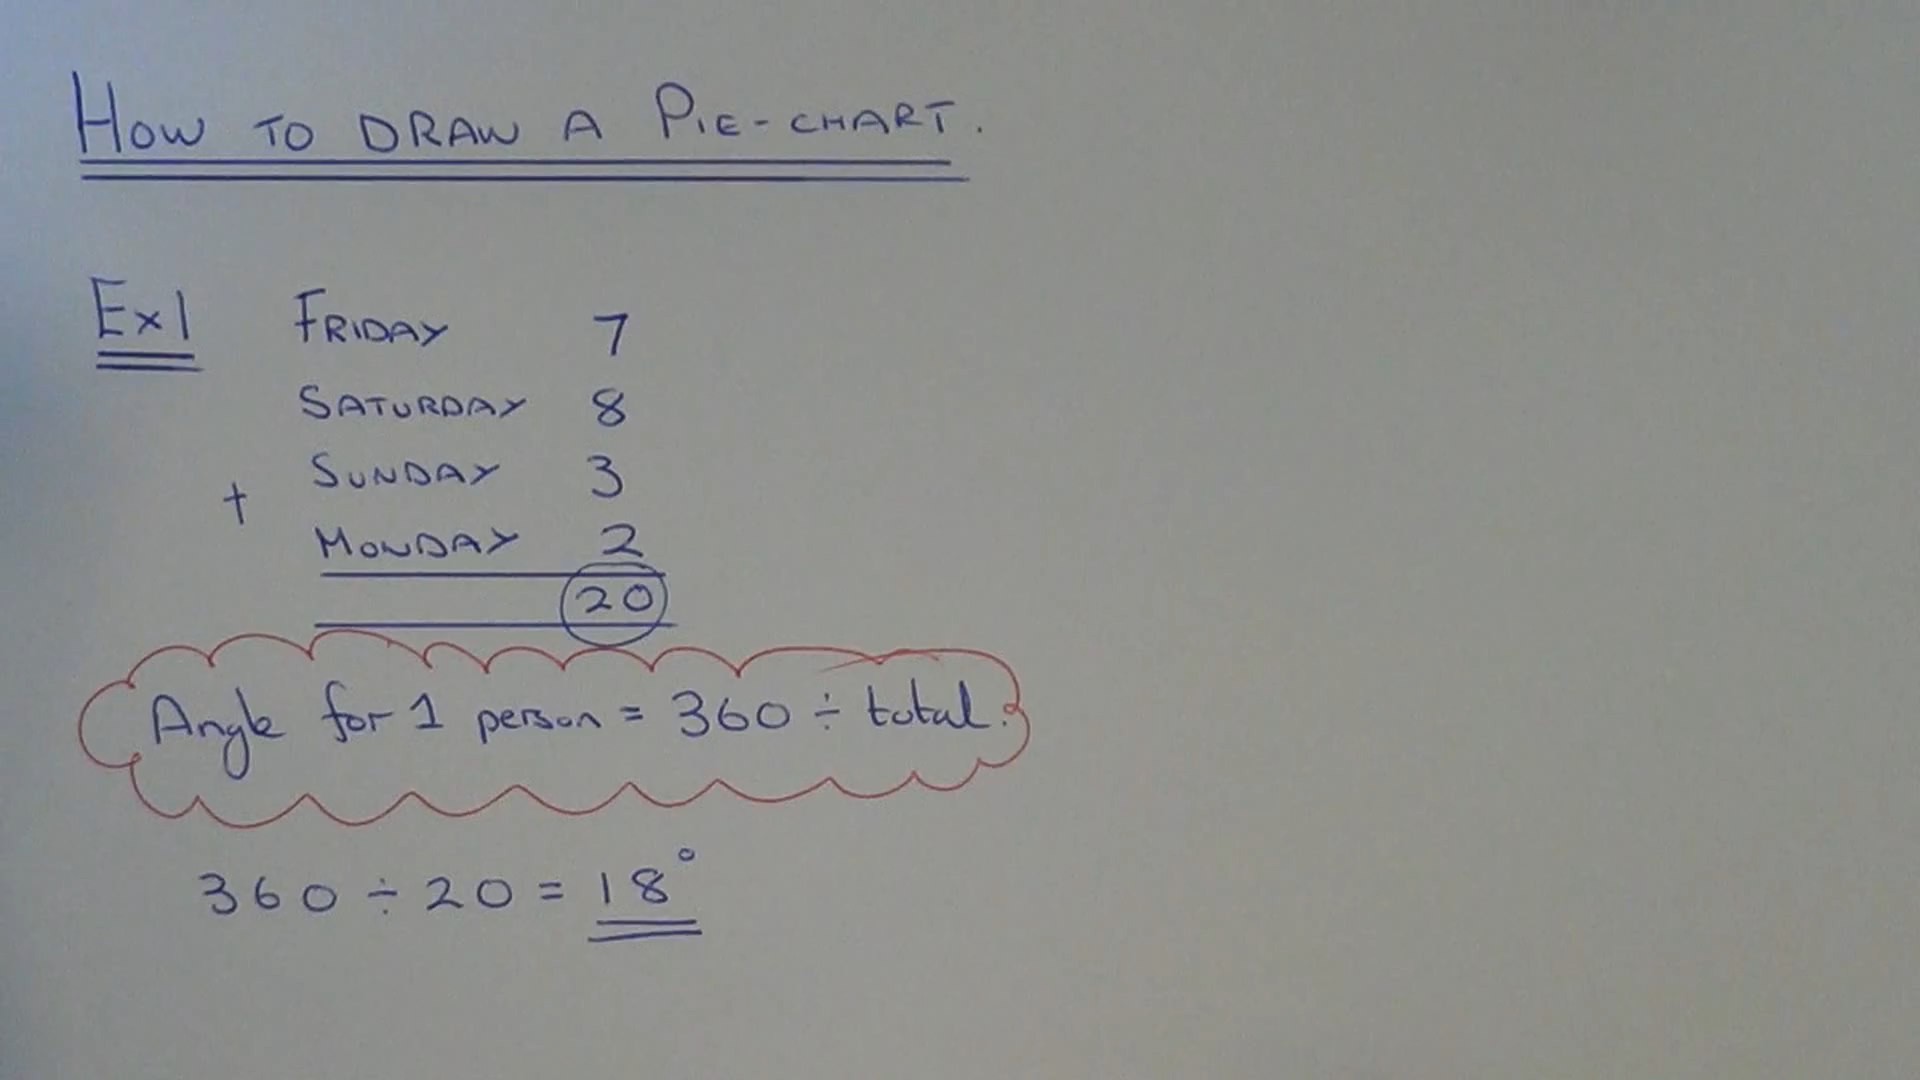 HOW TO DRAW A PIE-CHART.
Ex1 FRIDAY 7
SATURDAY 8
SUNDAY 3
+ MONDAY 2
20
Angle for 1 person = 360 ÷ total.
360 ÷ 20 = 18°